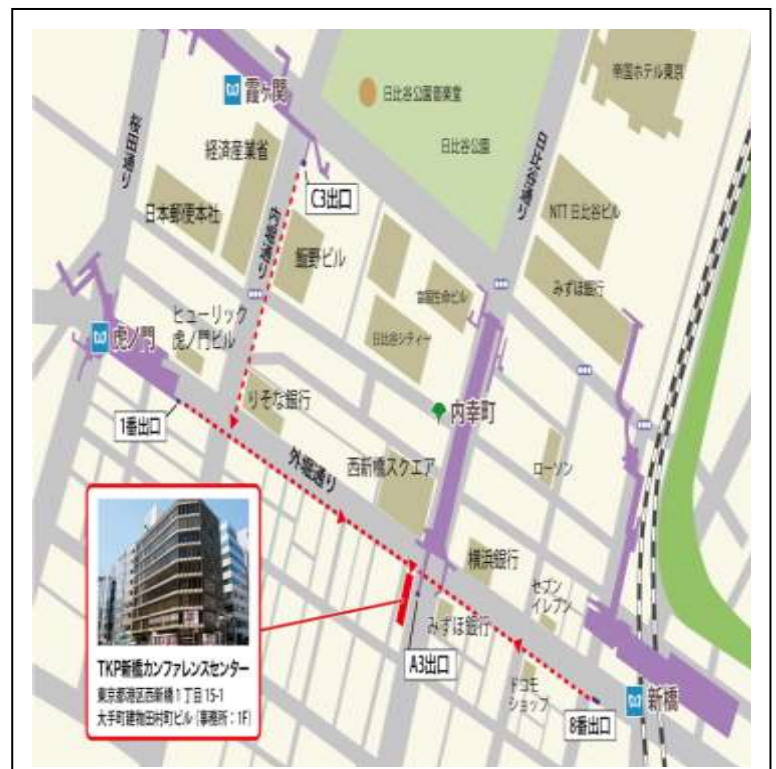 帝国ホテル東京
霞ヶ関
日比谷公園音楽堂
桜田通り
経済産業省
日比谷公園
日比谷通り
C3出口
日本郵便本社
内堀通り
NTT日比谷ビル
飯野ビル
富国生命ビル
みずほ銀行
ヒューリック
虎ノ門ビル
虎ノ門
日比谷シティー
りそな銀行
1番出口
内幸町
外堀通り
西新橋スクエア
ローソン
横浜銀行
セブン
イレブン
みずほ銀行
A3出口
ドコモ
ショップ
新橋
8番出口
TKP新橋カンファレンスセンター
東京都港区西新橋1丁目15-1
大手町建物田村町ビル(事務所:1F)